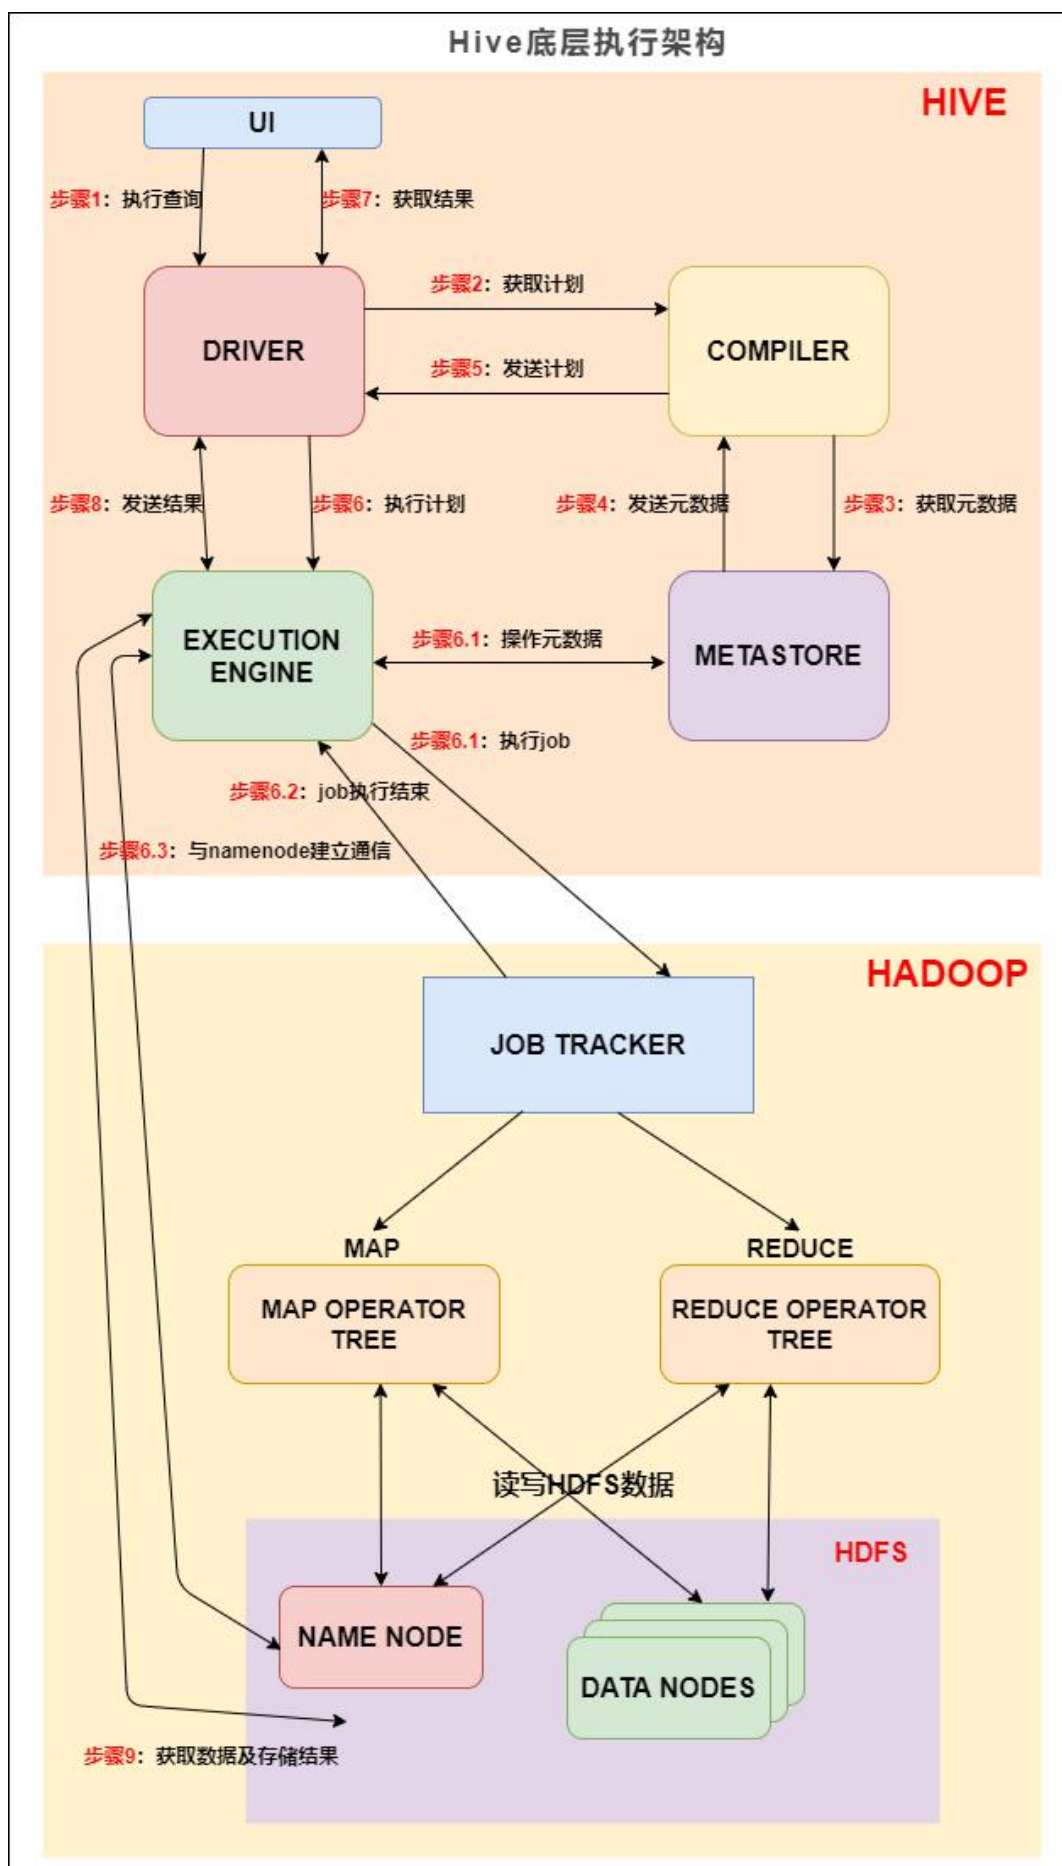 Hive底层执行架构
HIVE
UI
步骤1：执行查询
步骤7：获取结果
步骤2：获取计划
DRIVER
COMPILER
步骤5：发送计划
步骤8：发送结果
步骤6：执行计划
步骤4：发送元数据
步骤3：获取元数据
EXECUTION
ENGINE
步骤6.1：操作元数据
METASTORE
步骤6.1：执行job
步骤6.2：job执行结束
步骤6.3：与namenode建立通信
HADOOP
JOB TRACKER
MAP
REDUCE
MAP OPERATOR
TREE
REDUCE OPERATOR
TREE
读写HDFS数据
HDFS
NAME NODE
DATA NODES
步骤9：获取数据及存储结果